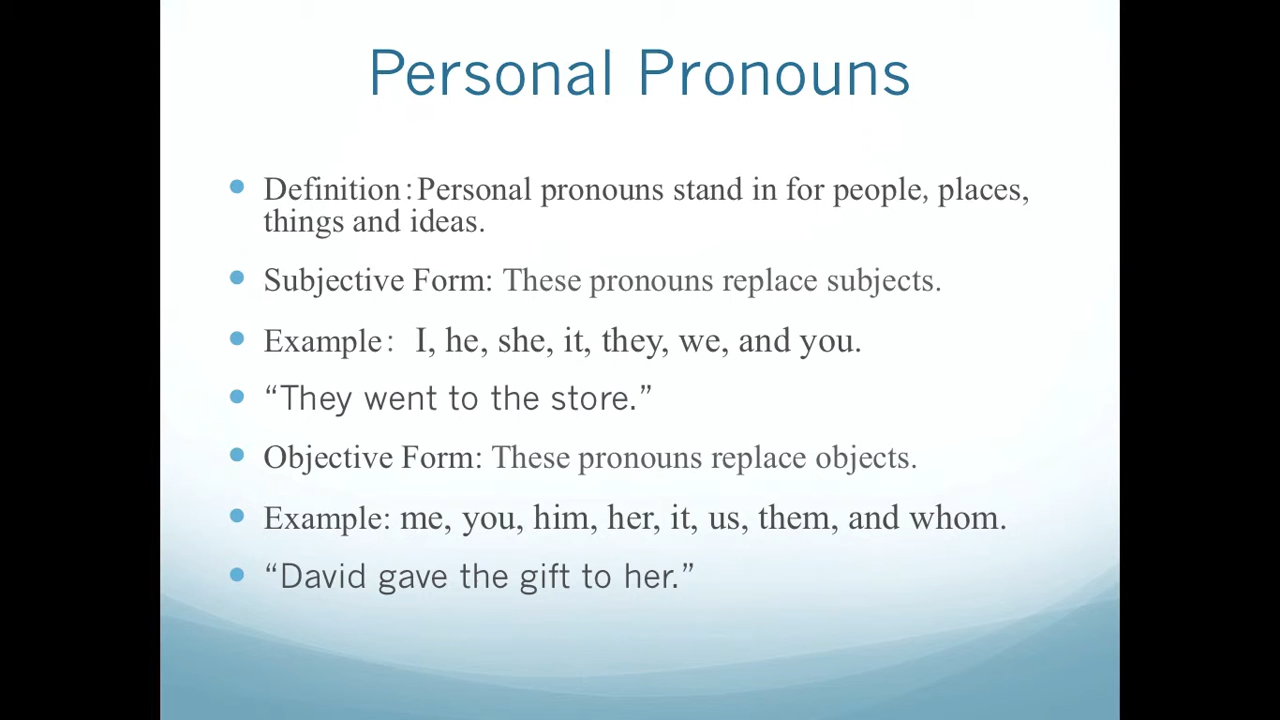 Personal Pronouns
• Definition: Personal pronouns stand in for people, places,
things and ideas.
• Subjective Form: These pronouns replace subjects.
• Example: I, he, she, it, they, we, and you.
• “They went to the store.”
• Objective Form: These pronouns replace objects.
• Example: me, you, him, her, it, us, them, and whom.
• “David gave the gift to her.”